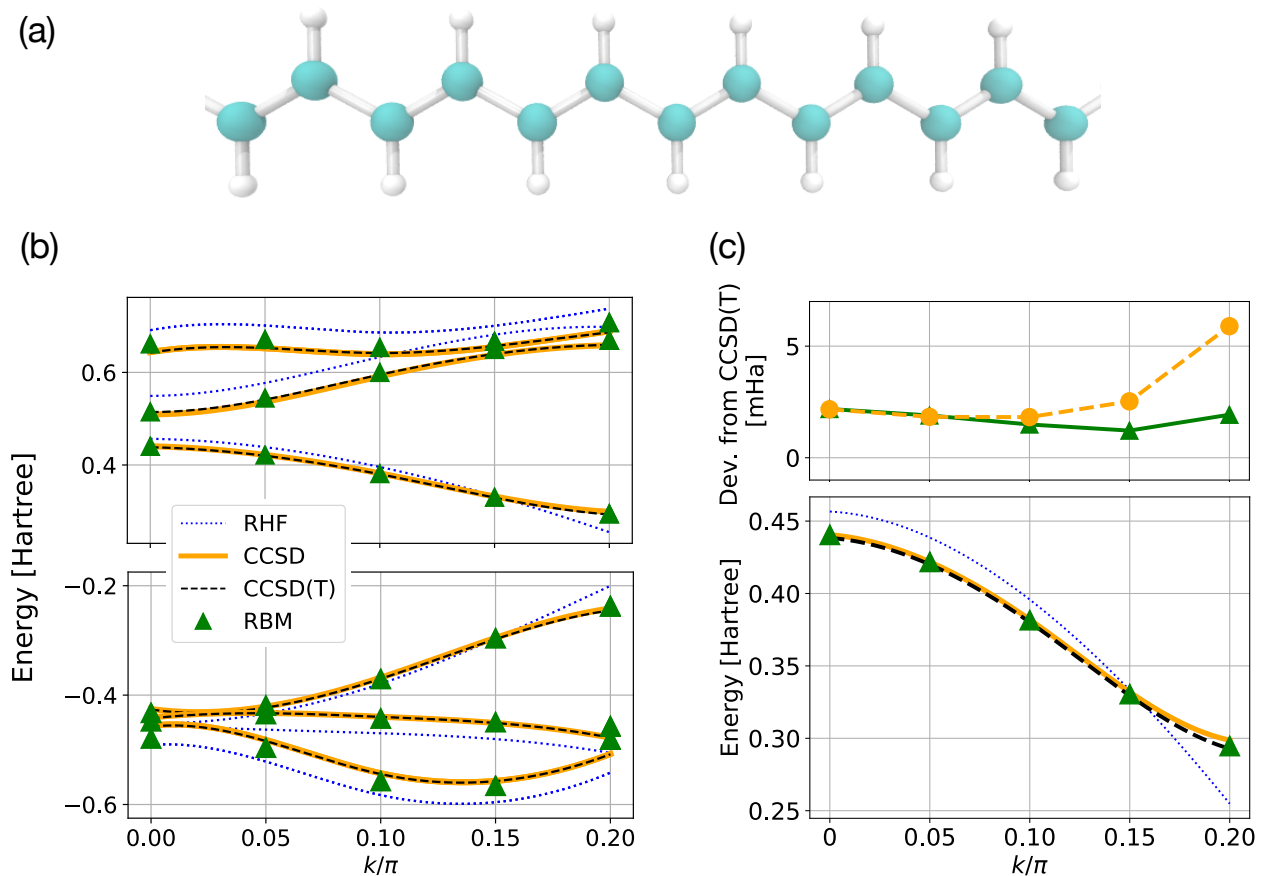 (a)
(b)
Energy [Hartree]
0.6
0.4
RHF
CCSD
CCSD(T)
RBM
−0.2
−0.4
−0.6
0.00 0.05 0.10 0.15 0.20
k/π
(c)
Dev. from CCSD(T)
[mHa]
5
0
Energy [Hartree]
0.45
0.40
0.35
0.30
0.25
0 0.05 0.10 0.15 0.20
k/π